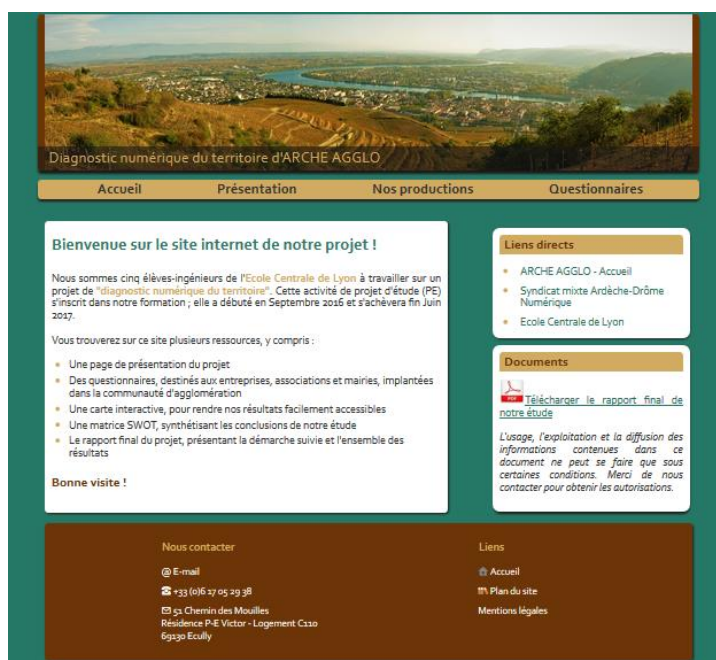 Diagnostic numérique du territoire d'ARCHE AGGLO
Accueil Présentation Nos productions Questionnaires
Bienvenue sur le site internet de notre projet !
Nous sommes cinq élèves-ingénieurs de l'Ecole Centrale de Lyon à travailler sur un
projet de "diagnostic numérique du territoire". Cette activité de projet d'étude (PE)
s'inscrit dans notre formation ; elle a débuté en Septembre 2016 et s'achèvera fin Juin
2017.
Vous trouverez sur ce site plusieurs ressources, y compris :
Une page de présentation du projet
Des questionnaires, destinés aux entreprises, associations et mairies, implantées
dans la communauté d'agglomération
Une carte interactive, pour rendre nos résultats facilement accessibles
Une matrice SWOT, synthétisant les conclusions de notre étude
Le rapport final du projet, présentant la démarche suivie et l'ensemble des
résultats
Bonne visite !
Liens directs
ARCHE AGGLO - Accueil
Syndicat mixte Ardèche-Drôme
Numérique
Ecole Centrale de Lyon
Documents
PDF
Télécharger le rapport final de
notre étude
L'usage, l'exploitation et la diffusion des
informations contenues dans ce
document ne peut se faire que sous
certaines conditions. Merci de nous
contacter pour obtenir les autorisations.
Nous contacter
@ E-mail
☎ +33 (0)6 17 05 29 38
✉ 51 Chemin des Mouilles
Résidence P-E Victor - Logement C110
69130 Ecully
Liens
Accueil
Plan du site
Mentions légales